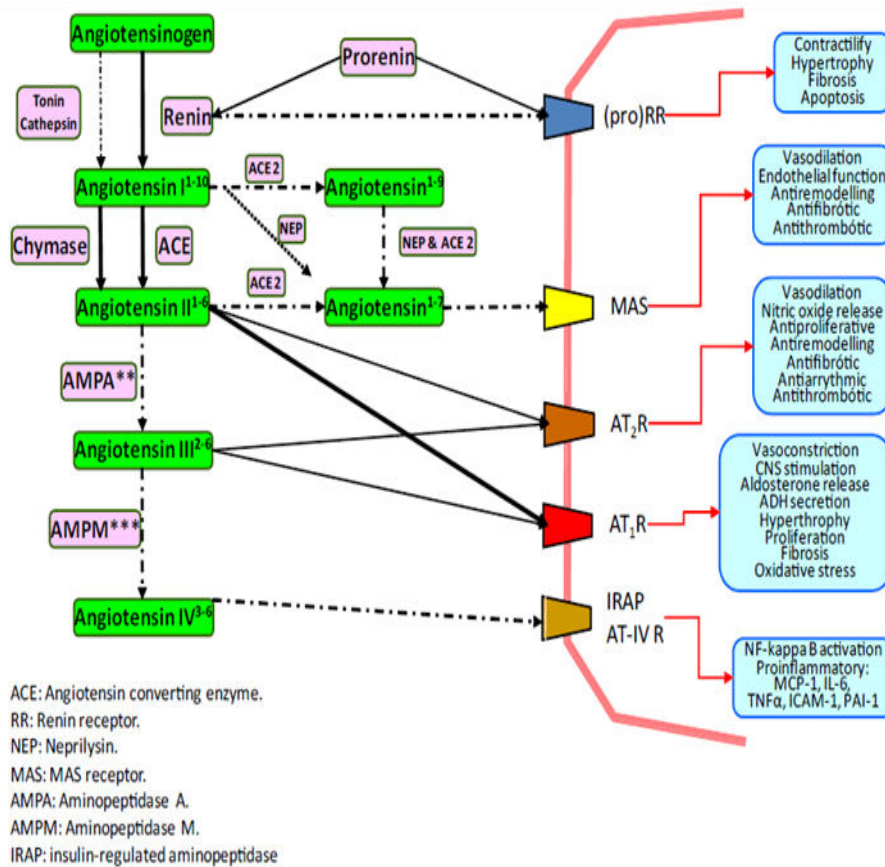 Angiotensinogen
Prorenin
Tonin
Cathepsin
Renin
(pro)RR
Contractilify
Hypertrophy
Fibrosis
Apoptosis
Angiotensin I1-10
ACE 2
Angiotensin1-9
NEP
Chymase
ACE
NEP & ACE 2
Vasodilation
Endothelial function
Antiremodelling
Antifibrótic
Antithrombótic
Angiotensin II1-6
ACE 2
Angiotensin1-7
MAS
Vasodilation
Nitric oxide release
Antiproliferative
Antiremodelling
Antifibrótic
Antiarrythmic
Antithrombótic
AMPA**
Angiotensin III2-6
AT2R
Vasoconstriction
CNS stimulation
Aldosterone release
ADH secretion
Hyperthrophy
Proliferation
Fibrosis
Oxidative stress
AMPM***
AT1R
Angiotensin IV3-6
IRAP
AT-IV R
NF-kappa B activation
Proinflammatory:
MCP-1, IL-6,
TNFα, ICAM-1, PAI-1
ACE: Angiotensin converting enzyme.
RR: Renin receptor.
NEP: Neprilysin.
MAS: MAS receptor.
AMPA: Aminopeptidase A.
AMPM: Aminopeptidase M.
IRAP: insulin-regulated aminopeptidase